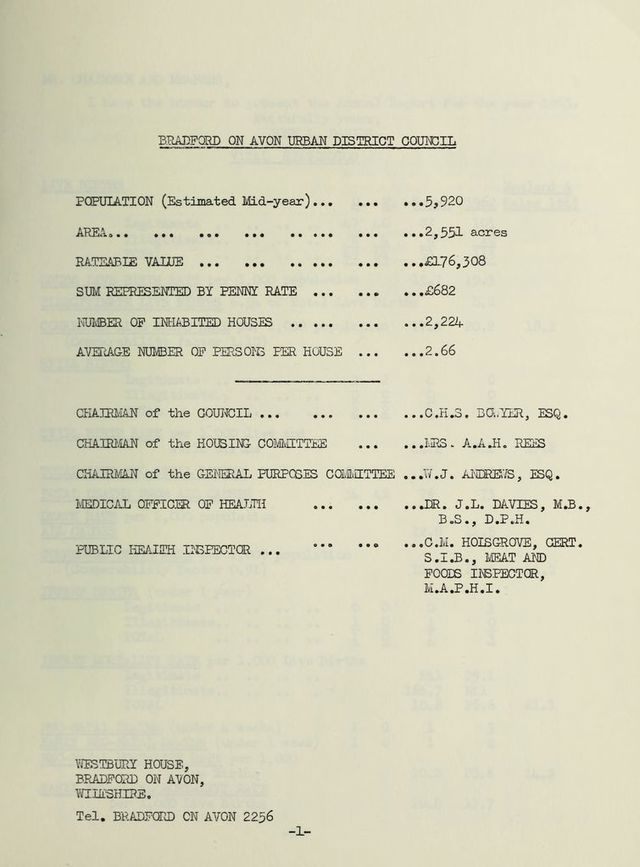 BRADFORD ON AVON URBAN DISTRICT COUNCIL
POPULATION (Estimated Mid-year)... ... ...5,920
AREA... ... ... ... .. ... ... ...2,551 acres
RATEABLE VALUE ... ... .. ... ... ...£176,308
SUM REPRESENTED BY PENNY RATE ... ... ...£682
NUMBER OF INHABITED HOUSES .. ... ... ...2,224
AVERAGE NUMBER OF PERSONS PER HOUSE ... ...2.66
CHAIRMAN of the COUNCIL ... ... ... ...C.H.S. ESQ.
CHAIRMAN of the HOUSING COMMITTEE ... ...MRS. A.A.H. REES
CHAIRMAN of the GENERAL PURPOSES COMMITTEE ...W.J. ANDREWS, ESQ.
MEDICAL OFFICER OF HEALTH ... ... ...DR. J.L. DAVIES, M.B.,
B.S., D.P.H.
PUBLIC HEALTH INSPECTOR ... ... ... ...C.M. HOLSGROVE, CERT.
S.I.B., MEAT AND
FOODS INSPECTOR,
M.A.P.H.I.
WESTBURY HOUSE,
BRADFORD ON AVON,
WILTSHIRE.
Tel. BRADFORD ON AVON 2256
-1-